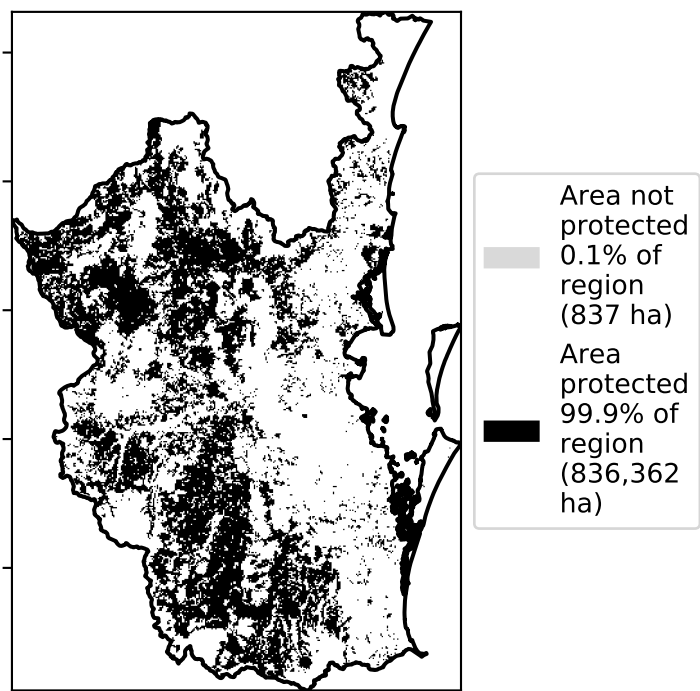 Area not
protected
0.1% of
region
(837 ha)
Area
protected
99.9% of
region
(836,362
ha)